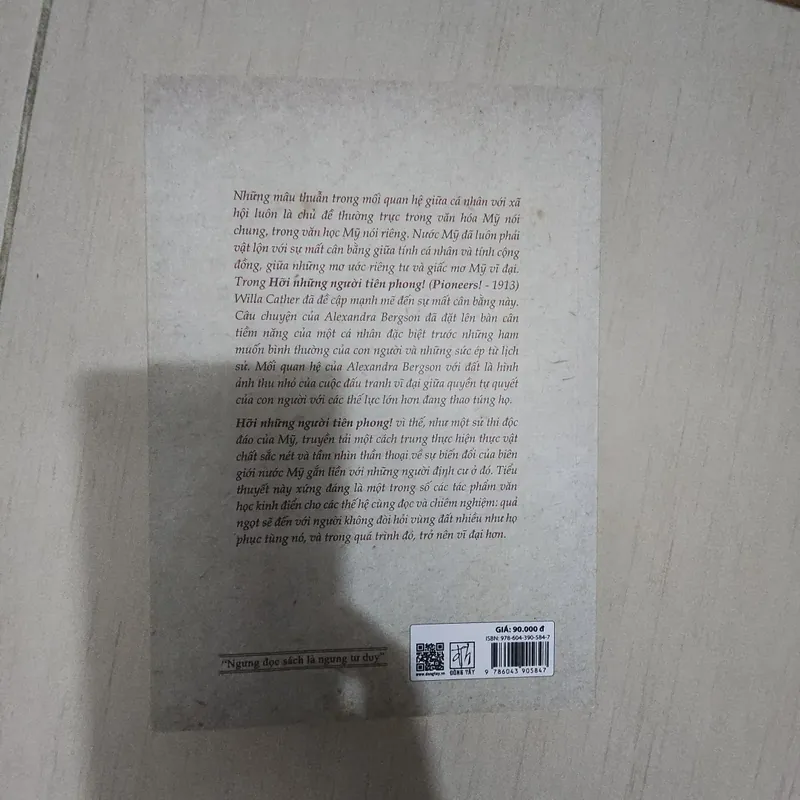 Những mâu thuẫn trong mối quan hệ giữa cá nhân với xã
hội luôn là chủ đề thường trực trong văn hóa Mỹ nói
chung, trong văn học Mỹ nói riêng. Nước Mỹ đã luôn phải
vật lộn với sự mất cân bằng giữa tính cá nhân và tính cộng
đồng, giữa những mơ ước riêng tư và giấc mơ Mỹ vĩ đại.
Trong Hỡi những người tiên phong! (Pioneers! - 1913)
Willa Cather đã đề cập mạnh mẽ đến sự mất cân bằng này.
Câu chuyện của Alexandra Bergson đã đặt lên bàn cân
tiềm năng của một cá nhân đặc biệt trước những ham
muốn bình thường của con người và những sức ép từ lịch
sử. Mối quan hệ của Alexandra Bergson với đất là hình
ảnh thu nhỏ của cuộc đấu tranh vĩ đại giữa quyền tự quyết
của con người với các thế lực lớn hơn đang thao túng họ.
Hỡi những người tiên phong! vì thế, như một sử thi độc
đáo của Mỹ, truyền tải một cách trung thực hiện thực vật
chất sắc nét và tầm nhìn thần thoại về sự biến đổi của biên
giới nước Mỹ gắn liền với những người định cư ở đó. Tiểu
thuyết này xứng đáng là một trong số các tác phẩm văn
học kinh điển cho các thế hệ cùng đọc và chiêm nghiệm: quả
ngọt sẽ đến với người không đòi hỏi vùng đất nhiều như họ
phục tùng nó, và trong quá trình đó, trở nên vĩ đại hơn.
"Ngưng đọc sách là ngưng tư duy"
GIÁ: 90.000 đ
ISBN: 978-604-390-584-7
www.dongtay.vn
ĐÔNG TÂY
9 786043 905847